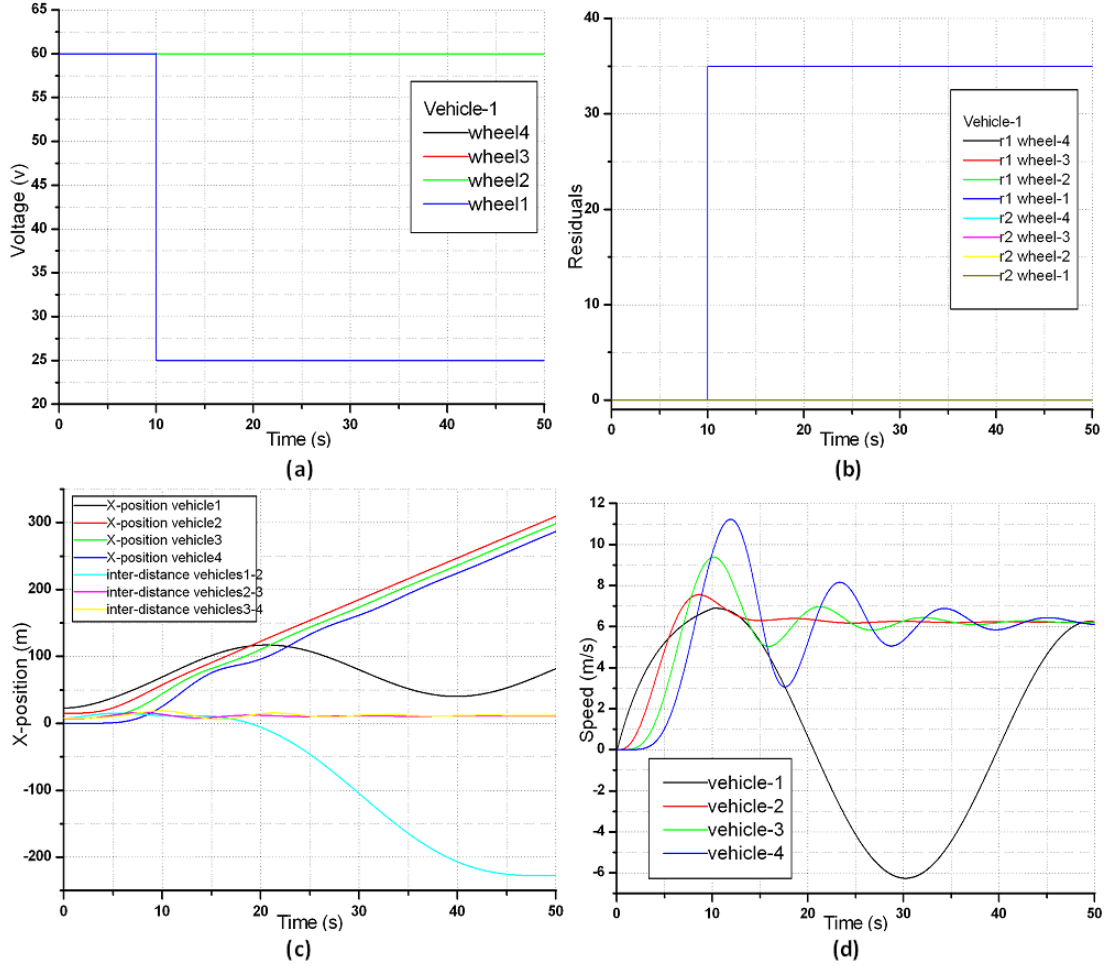 65
60
55
50
45
40
35
30
25
20
Voltage (v)
Vehicle-1
wheel4
wheel3
wheel2
wheel1
0 10 20 30 40 50
Time (s)
(a)
40
30
20
10
0
Residuals
Vehicle-1
r1 wheel-4
r1 wheel-3
r1 wheel-2
r1 wheel-1
r2 wheel-4
r2 wheel-3
r2 wheel-2
r2 wheel-1
0 10 20 30 40 50
Time (s)
(b)
X-position vehicle1
X-position vehicle2
X-position vehicle3
X-position vehicle4
inter-distance vehicles1-2
inter-distance vehicles2-3
inter-distance vehicles3-4
300
200
100
0
-100
-200
X-position (m)
0 10 20 30 40 50
Time (s)
(c)
12
10
8
6
4
2
0
-2
-4
-6
Speed (m/s)
vehicle-1
vehicle-2
vehicle-3
vehicle-4
0 10 20 30 40 50
Time (s)
(d)